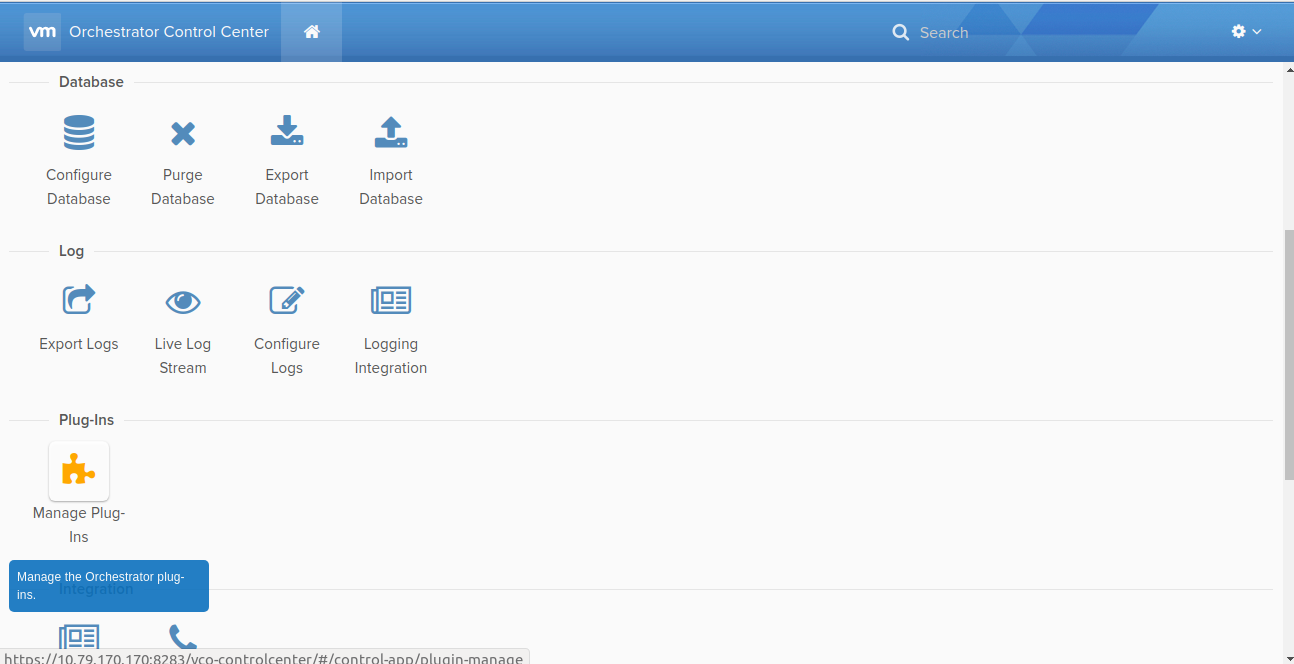 vm Orchestrator Control Center Search
Database
Configure Database
Purge Database
Export Database
Import Database
Log
Export Logs
Live Log Stream
Configure Logs
Logging Integration
Plug-Ins
Manage Plug-
Ins
Manage the Orchestrator plug-
ins.
Integration
https://10.79.170.170:8283/vco-controlcenter/#/control-app/plugin-manage